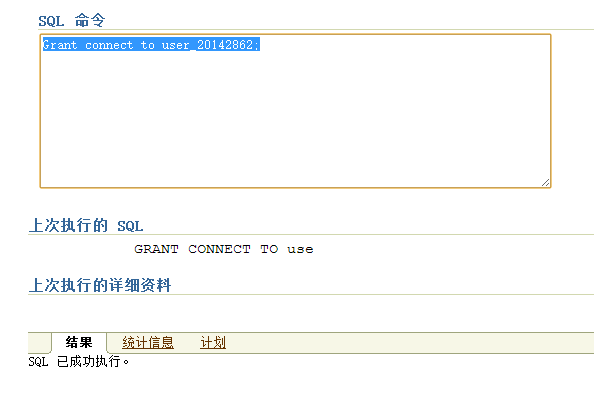 SQL 命令
Grant connect to user_20142862;
上次执行的 SQL
GRANT CONNECT TO use
上次执行的详细资料
结果 统计信息 计划
SQL 已成功执行。